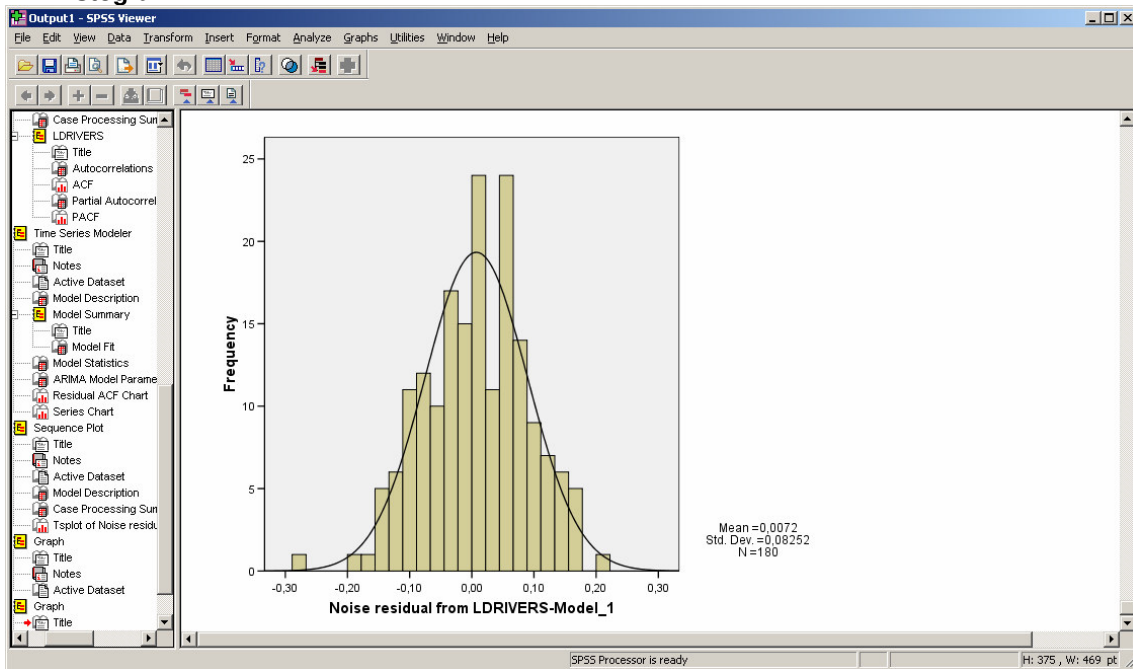 Output1 - SPSS Viewer
File Edit View Data Transform Insert Format Analyze Graphs Utilities Window Help
Case Processing Sun
LDRIVERS
Title
Autocorrelations
ACF
Partial Autocorrel
PACF
Time Series Modeler
Title
Notes
Active Dataset
Model Description
Model Summary
Title
Model Fit
Model Statistics
ARIMA Model Parame
Residual ACF Chart
Series Chart
Sequence Plot
Title
Notes
Active Dataset
Model Description
Case Processing Sun
Tsplot of Noise residu
Graph
Title
Notes
Active Dataset
Graph
Title
Frequency
25
20
15
10
5
0
-0,30 -0,20 -0,10 0,00 0,10 0,20 0,30
Noise residual from LDRIVERS-Model_1
Mean =0,0072
Std. Dev. =0,08252
N =180
SPSS Processor is ready
H: 375 , W: 469 pt